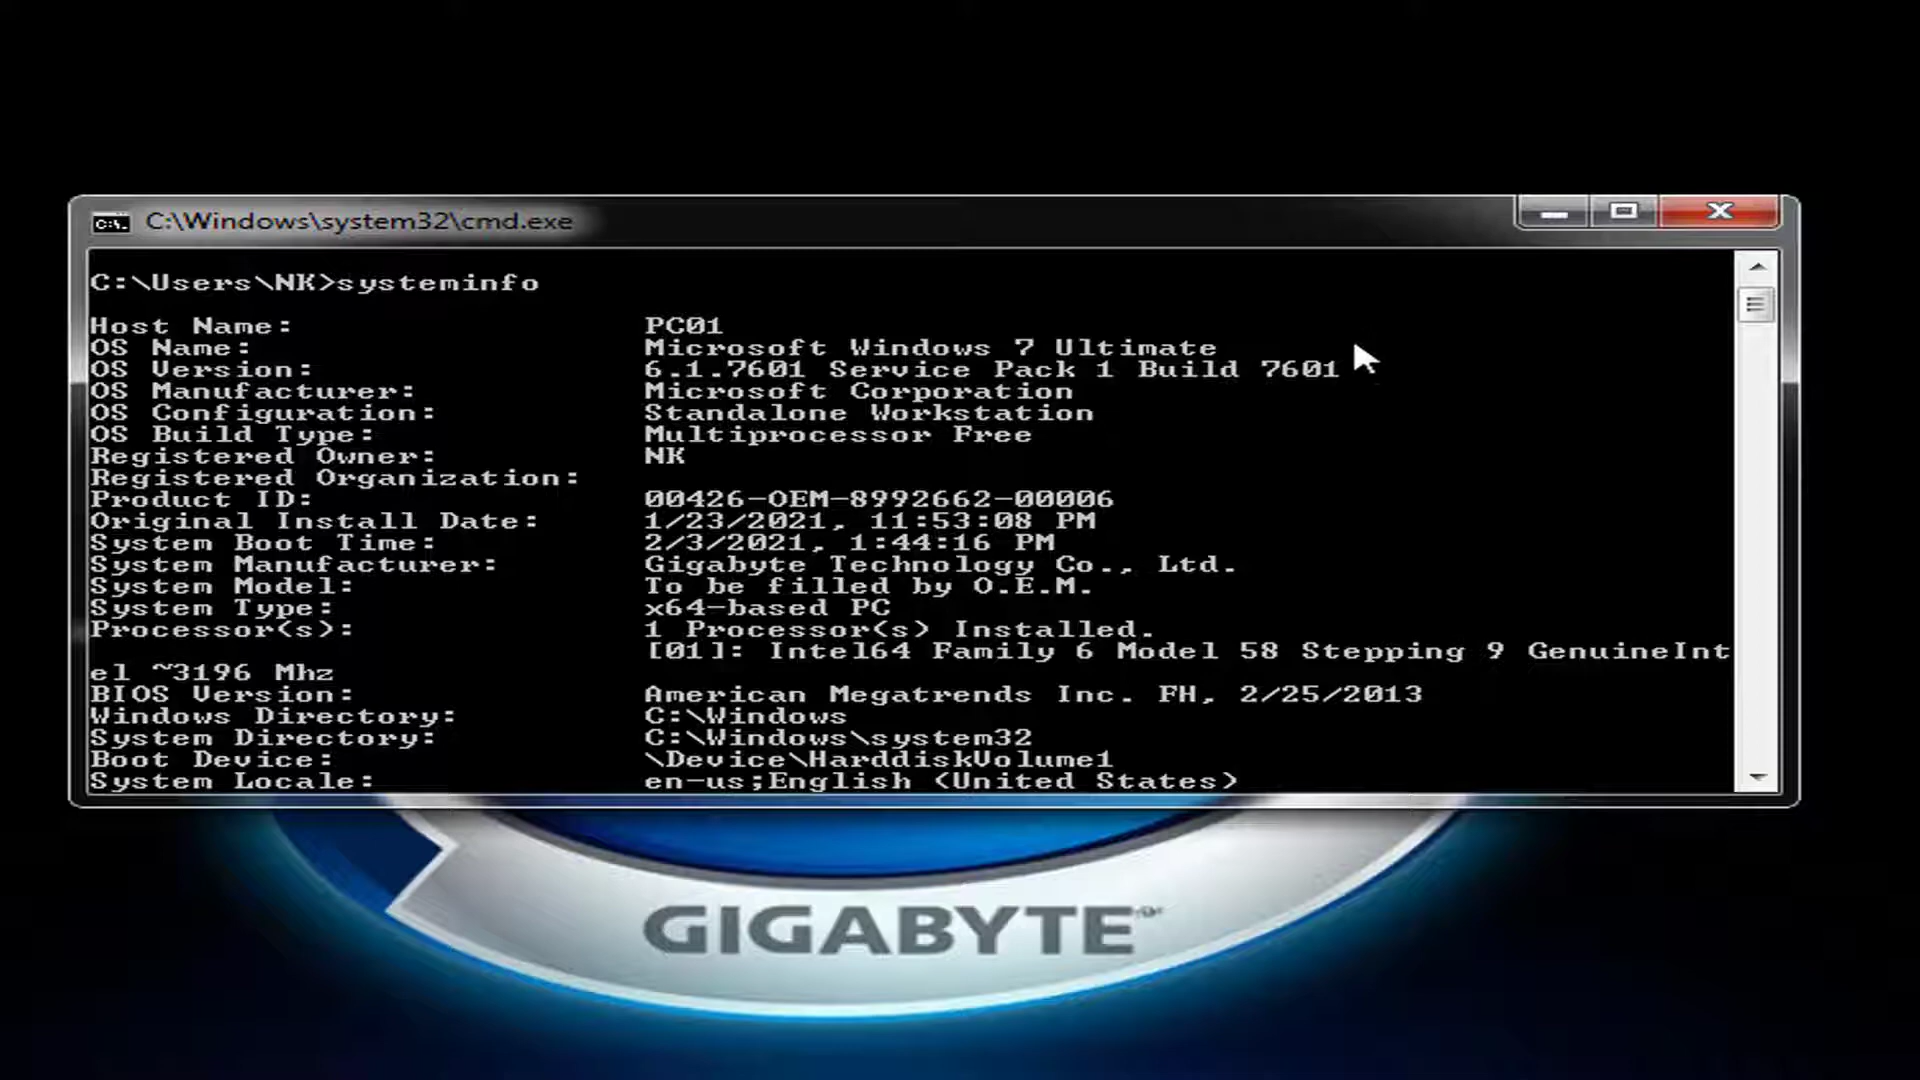 C:\Windows\system32\cmd.exe
C:\Users\NK>systeminfo
Host Name: PC01
OS Name: Microsoft Windows 7 Ultimate
OS Version: 6.1.7601 Service Pack 1 Build 7601
OS Manufacturer: Microsoft Corporation
OS Configuration: Standalone Workstation
OS Build Type: Multiprocessor Free
Registered Owner: NK
Registered Organization:
Product ID: 00426-OEM-8992662-00006
Original Install Date: 1/23/2021, 11:53:08 PM
System Boot Time: 2/3/2021, 1:44:16 PM
System Manufacturer: Gigabyte Technology Co., Ltd.
System Model: To be filled by O.E.M.
System Type: x64-based PC
Processor(s): 1 Processor(s) Installed.
[01]: Intel64 Family 6 Model 58 Stepping 9 GenuineInt
el ~3196 Mhz
BIOS Version: American Megatrends Inc. FH, 2/25/2013
Windows Directory: C:\Windows
System Directory: C:\Windows\system32
Boot Device: \Device\HarddiskVolume1
System Locale: en-us;English (United States)
GIGABYTE